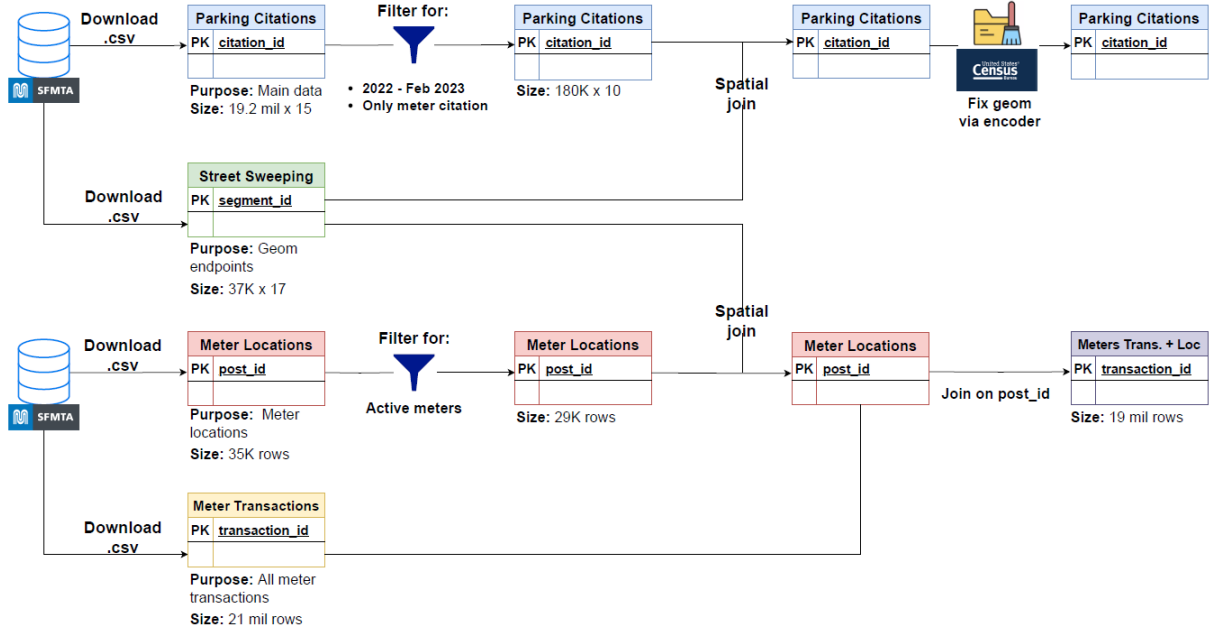 Download
.csv
SFMTA
Parking Citations
PK citation_id
Purpose: Main data
Size: 19.2 mil x 15
Filter for:
• 2022 - Feb 2023
• Only meter citation
Parking Citations
PK citation_id
Size: 180K x 10
Spatial
join
Parking Citations
PK citation_id
United States®
Census
Bureau
Fix geom
via encoder
Parking Citations
PK citation_id
Download
.csv
Street Sweeping
PK segment_id
Purpose: Geom
endpoints
Size: 37K x 17
Download
.csv
SFMTA
Meter Locations
PK post_id
Purpose: Meter
locations
Size: 35K rows
Filter for:
Active meters
Meter Locations
PK post_id
Size: 29K rows
Spatial
join
Meter Locations
PK post_id
Join on post_id
Meters Trans. + Loc
PK transaction_id
Size: 19 mil rows
Download
.csv
Meter Transactions
PK transaction_id
Purpose: All meter
transactions
Size: 21 mil rows